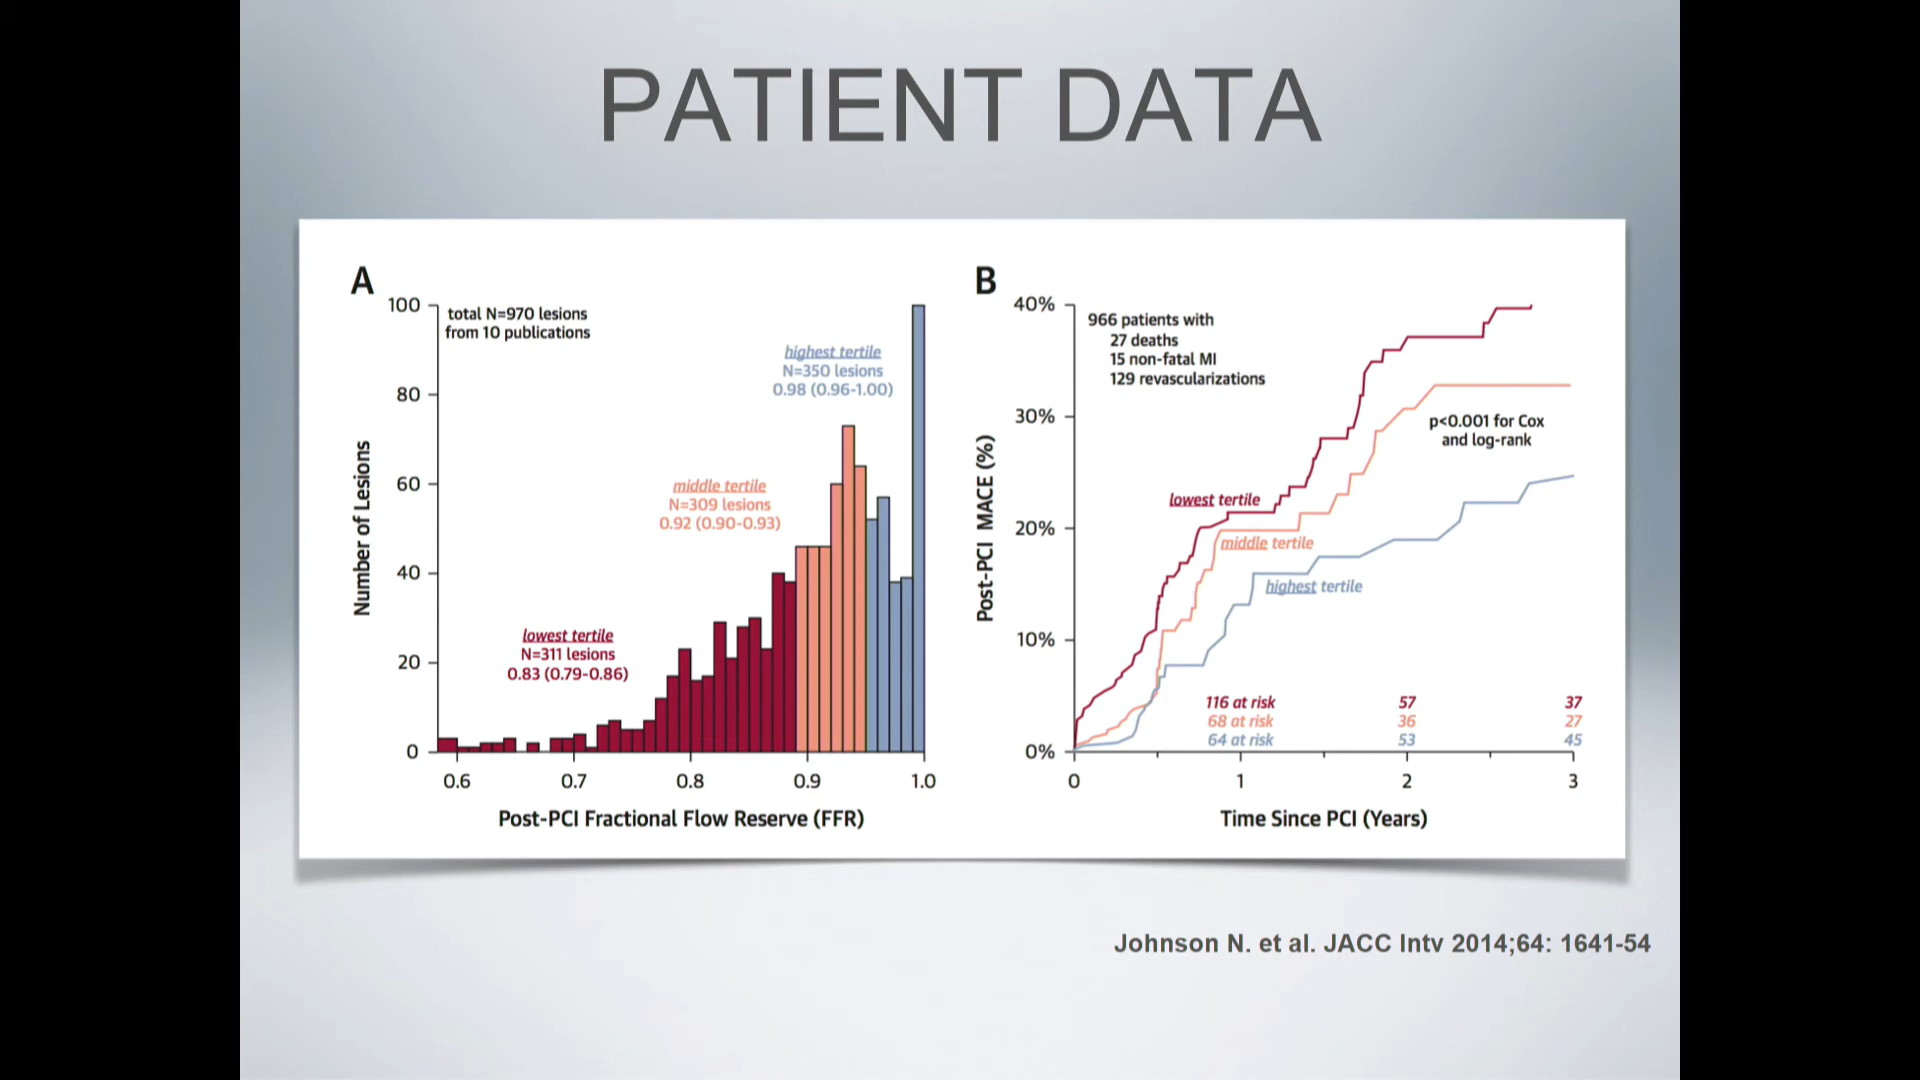 PATIENT DATA
A
100
80
60
40
20
0
Number of Lesions
total N=970 lesions
from 10 publications
highest tertile
N=350 lesions
0.98 (0.96-1.00)
middle tertile
N=309 lesions
0.92 (0.90-0.93)
lowest tertile
N=311 lesions
0.83 (0.79-0.86)
0.6 0.7 0.8 0.9 1.0
Post-PCI Fractional Flow Reserve (FFR)
B
40%
30%
20%
10%
0%
Post-PCI MACE (%)
966 patients with
27 deaths
15 non-fatal MI
129 revascularizations
p<0.001 for Cox
and log-rank
lowest tertile
middle tertile
highest tertile
116 at risk 57 37
68 at risk 36 27
64 at risk 53 45
0 1 2 3
Time Since PCI (Years)
Johnson N. et al. JACC Intv 2014;64: 1641-54